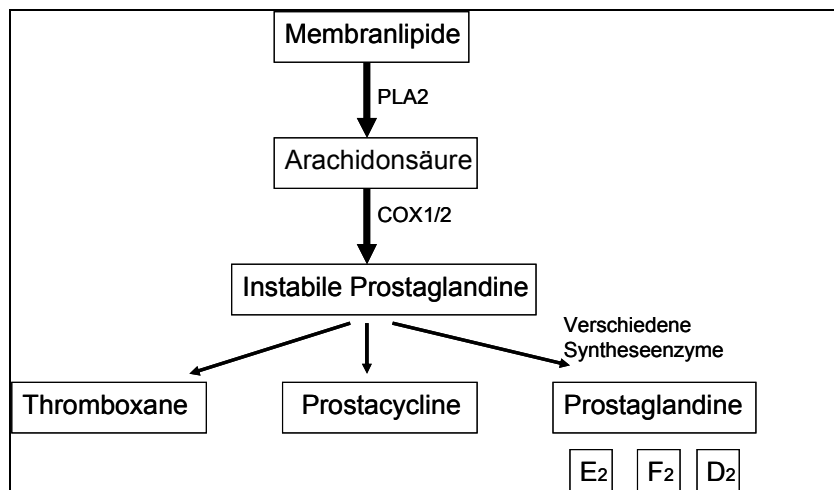 Membranlipide
PLA2
Arachidonsäure
COX1/2
Instabile Prostaglandine
Verschiedene
Syntheseenzyme
Thromboxane
Prostacycline
Prostaglandine
E2
F2
D2